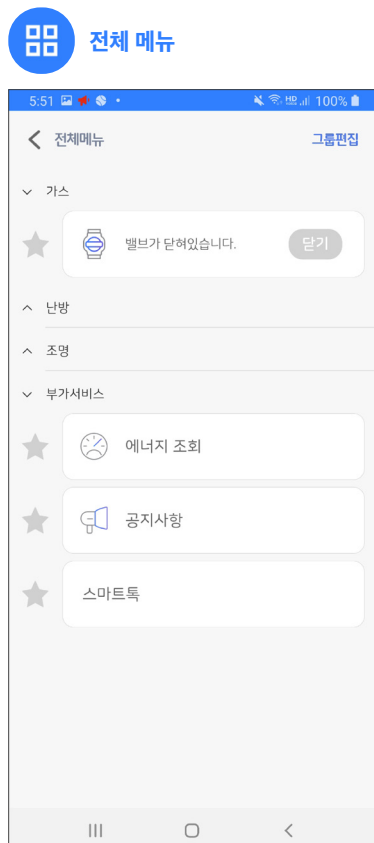 전체 메뉴
5:51 HD 100%
전체메뉴 그룹편집
가스
밸브가 닫혀있습니다. 닫기
난방
조명
부가서비스
에너지 조회
공지사항
스마트톡